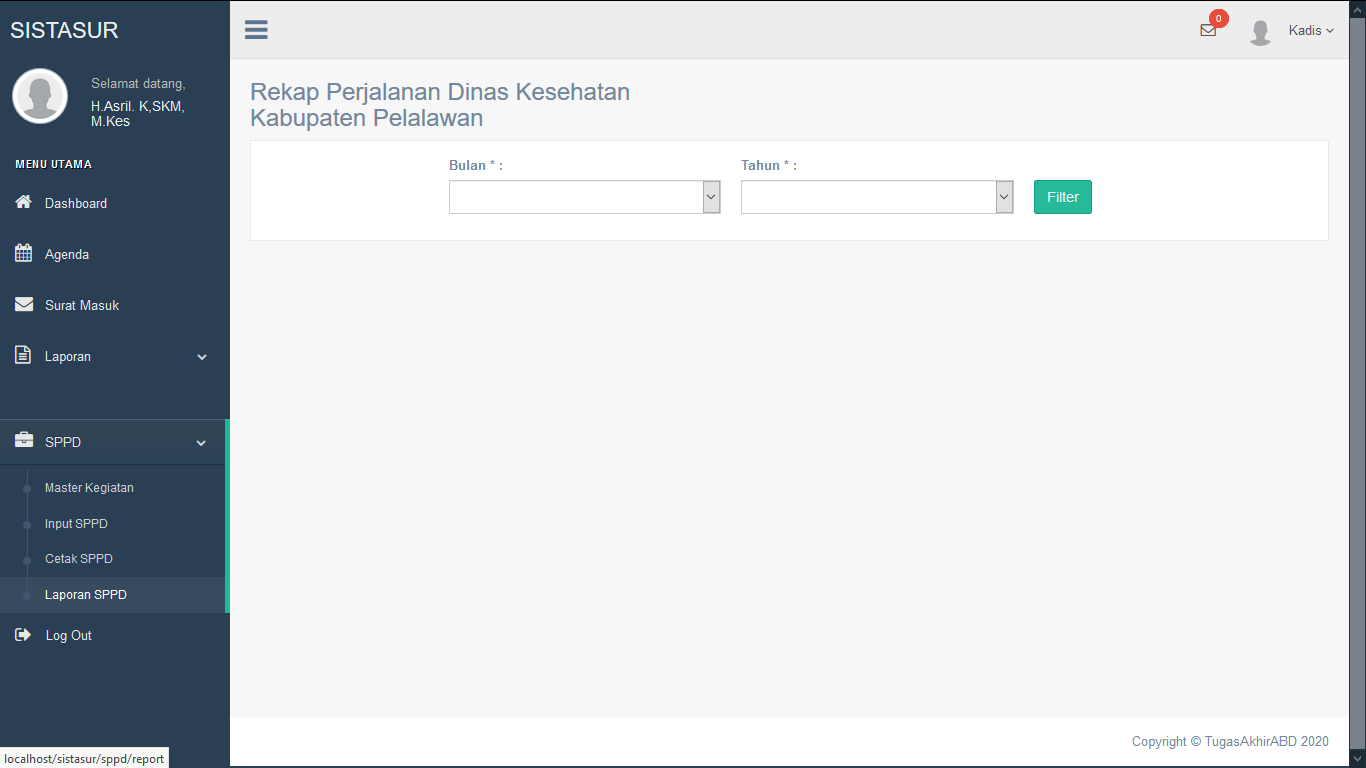 SISTASUR
Selamat datang,
H.Asril. K,SKM,
M.Kes
MENU UTAMA
Dashboard
Agenda
Surat Masuk
Laporan
SPPD
Master Kegiatan
Input SPPD
Cetak SPPD
Laporan SPPD
Log Out
localhost/sistasur/sppd/report
0
Kadis
Rekap Perjalanan Dinas Kesehatan
Kabupaten Pelalawan
Bulan * :
Tahun * :
Filter
Copyright © TugasAkhirABD 2020